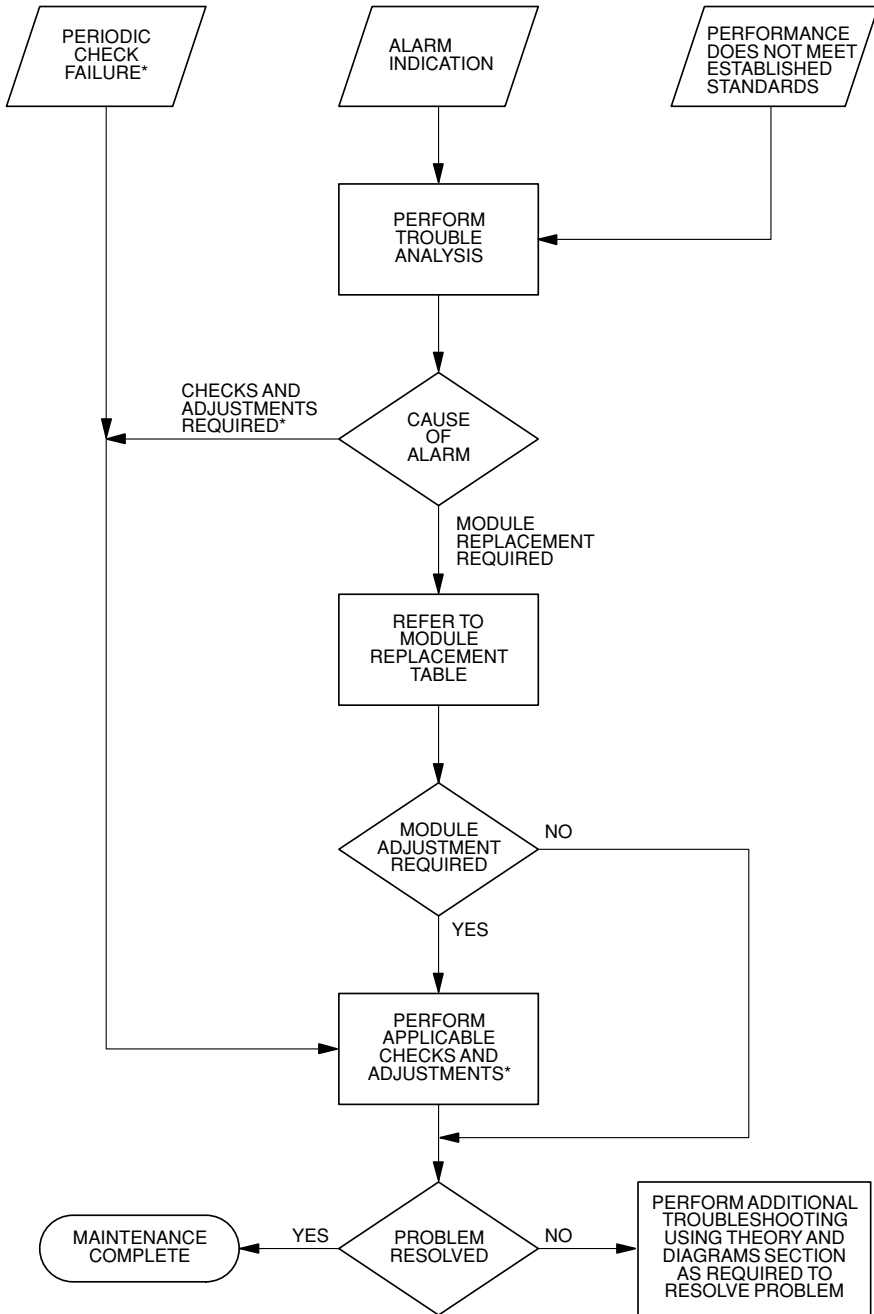 PERIODIC
CHECK
FAILURE*
ALARM
INDICATION
PERFORMANCE
DOES NOT MEET
ESTABLISHED
STANDARDS
PERFORM
TROUBLE
ANALYSIS
CHECKS AND
ADJUSTMENTS
REQUIRED*
CAUSE
OF
ALARM
MODULE
REPLACEMENT
REQUIRED
REFER TO
MODULE
REPLACEMENT
TABLE
MODULE
ADJUSTMENT
REQUIRED
NO
YES
PERFORM
APPLICABLE
CHECKS AND
ADJUSTMENTS*
MAINTENANCE
COMPLETE
YES
PROBLEM
RESOLVED
NO
PERFORM ADDITIONAL
TROUBLESHOOTING
USING THEORY AND
DIAGRAMS SECTION
AS REQUIRED TO
RESOLVE PROBLEM